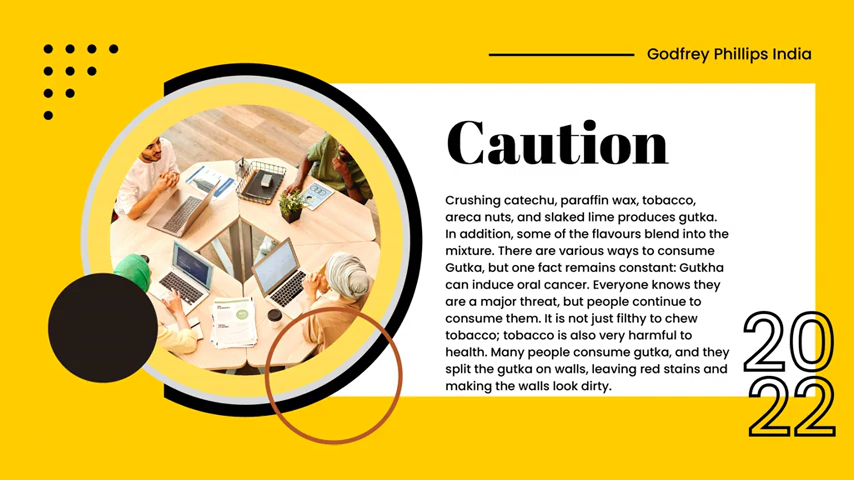 Godfrey Phillips India
Caution
Crushing catechu, paraffin wax, tobacco,
areca nuts, and slaked lime produces gutka.
In addition, some of the flavours blend into the
mixture. There are various ways to consume
Gutka, but one fact remains constant: Gutkha
can induce oral cancer. Everyone knows they
are a major threat, but people continue to
consume them. It is not just filthy to chew
tobacco; tobacco is also very harmful to
health. Many people consume gutka, and they
split the gutka on walls, leaving red stains and
making the walls look dirty.
20
22